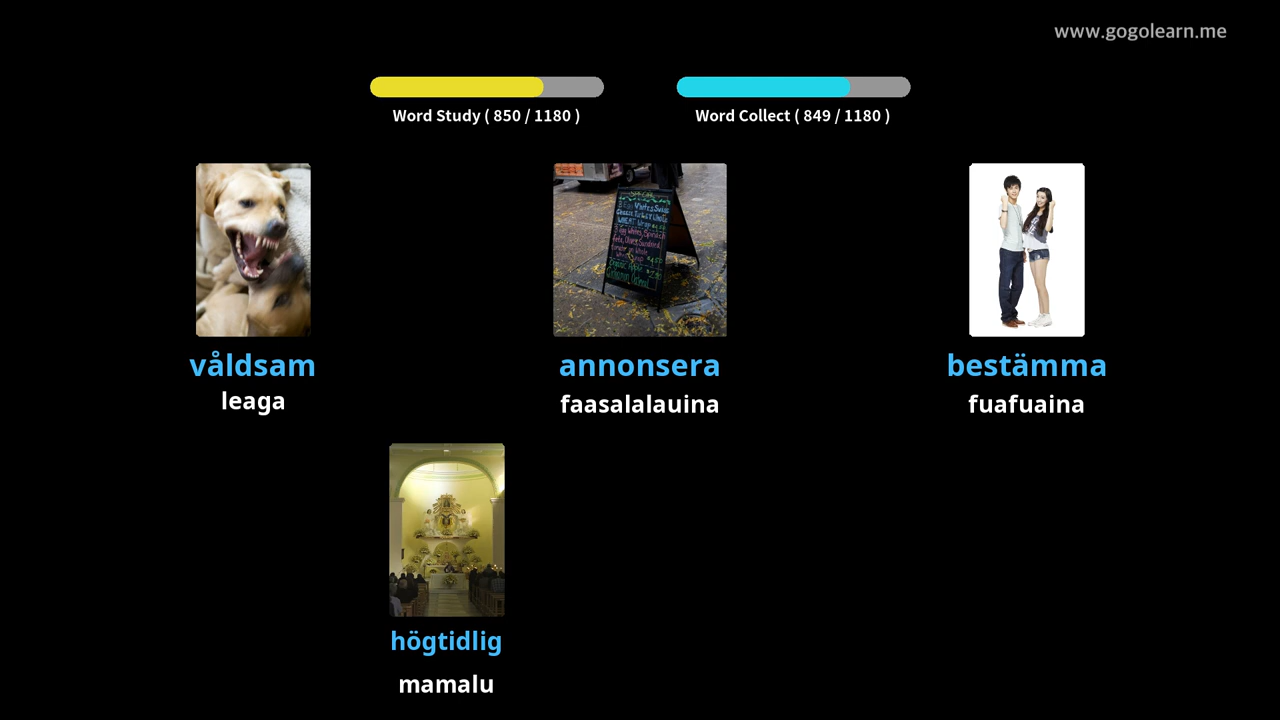 www.gogolearn.me
Word Study ( 850 / 1180 )
Word Collect ( 849 / 1180 )
våldsam
leaga
annonsera
faasalalauina
bestämma
fuafuaina
högtidlig
mamalu